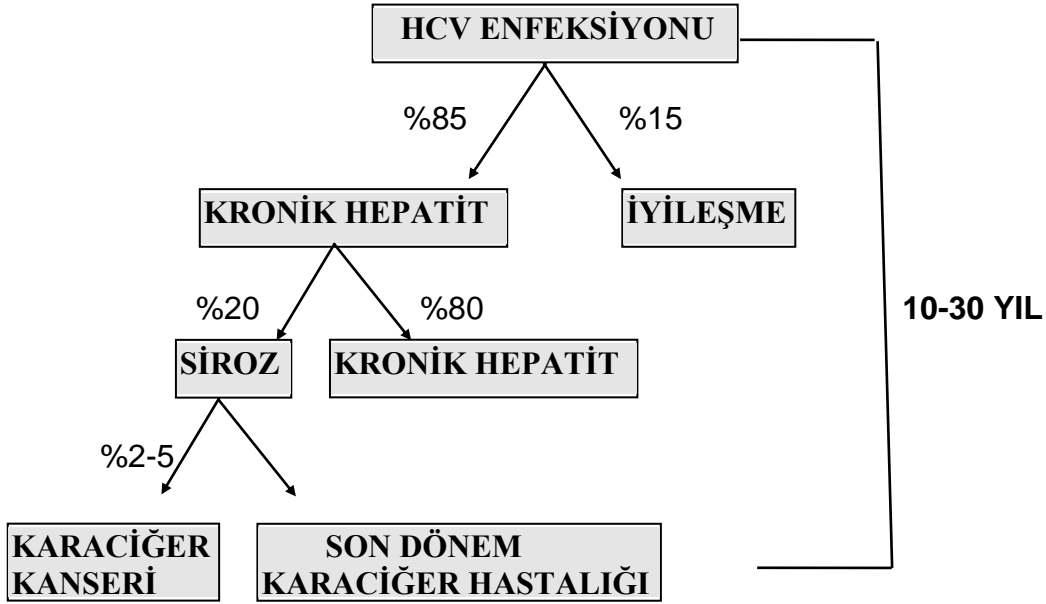 HCV ENFEKSİYONU
%85
%15
KRONİK HEPATİT
İYİLEŞME
10-30 YIL
%20
%80
SİROZ
KRONİK HEPATİT
%2-5
KARACİĞER
KANSERİ
SON DÖNEM
KARACİĞER HASTALIĞI